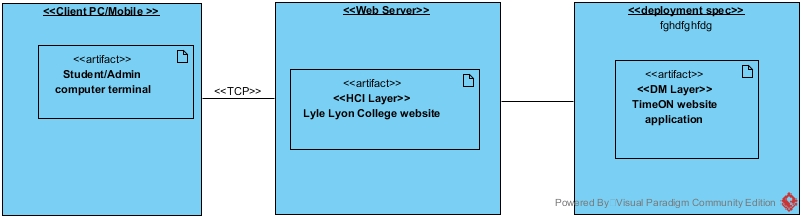 <<Client PC/Mobile >>
<<artifact>>
Student/Admin
computer terminal
<<TCP>>
<<Web Server>>
<<artifact>>
<<HCI Layer>>
Lyle Lyon College website
<<deployment spec>>
fghdfghfdg
<<artifact>>
<<DM Layer>>
TimeON website
application
Powered By Visual Paradigm Community Edition